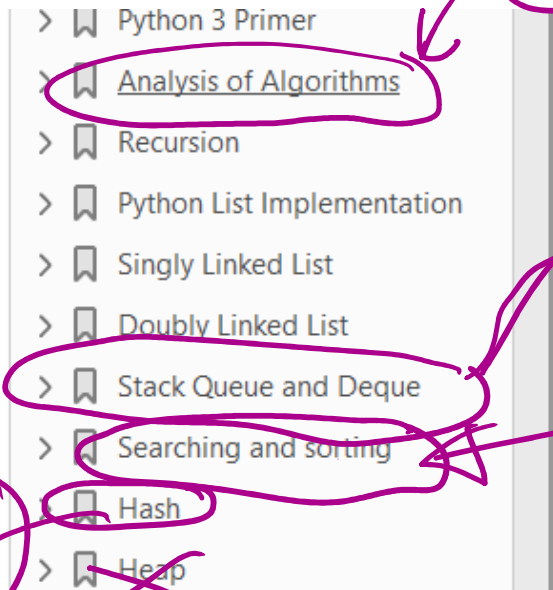 Python 3 Primer
Analysis of Algorithms
Recursion
Python List Implementation
Singly Linked List
Doubly Linked List
Stack Queue and Deque
Searching and sorting
Hash
Heap